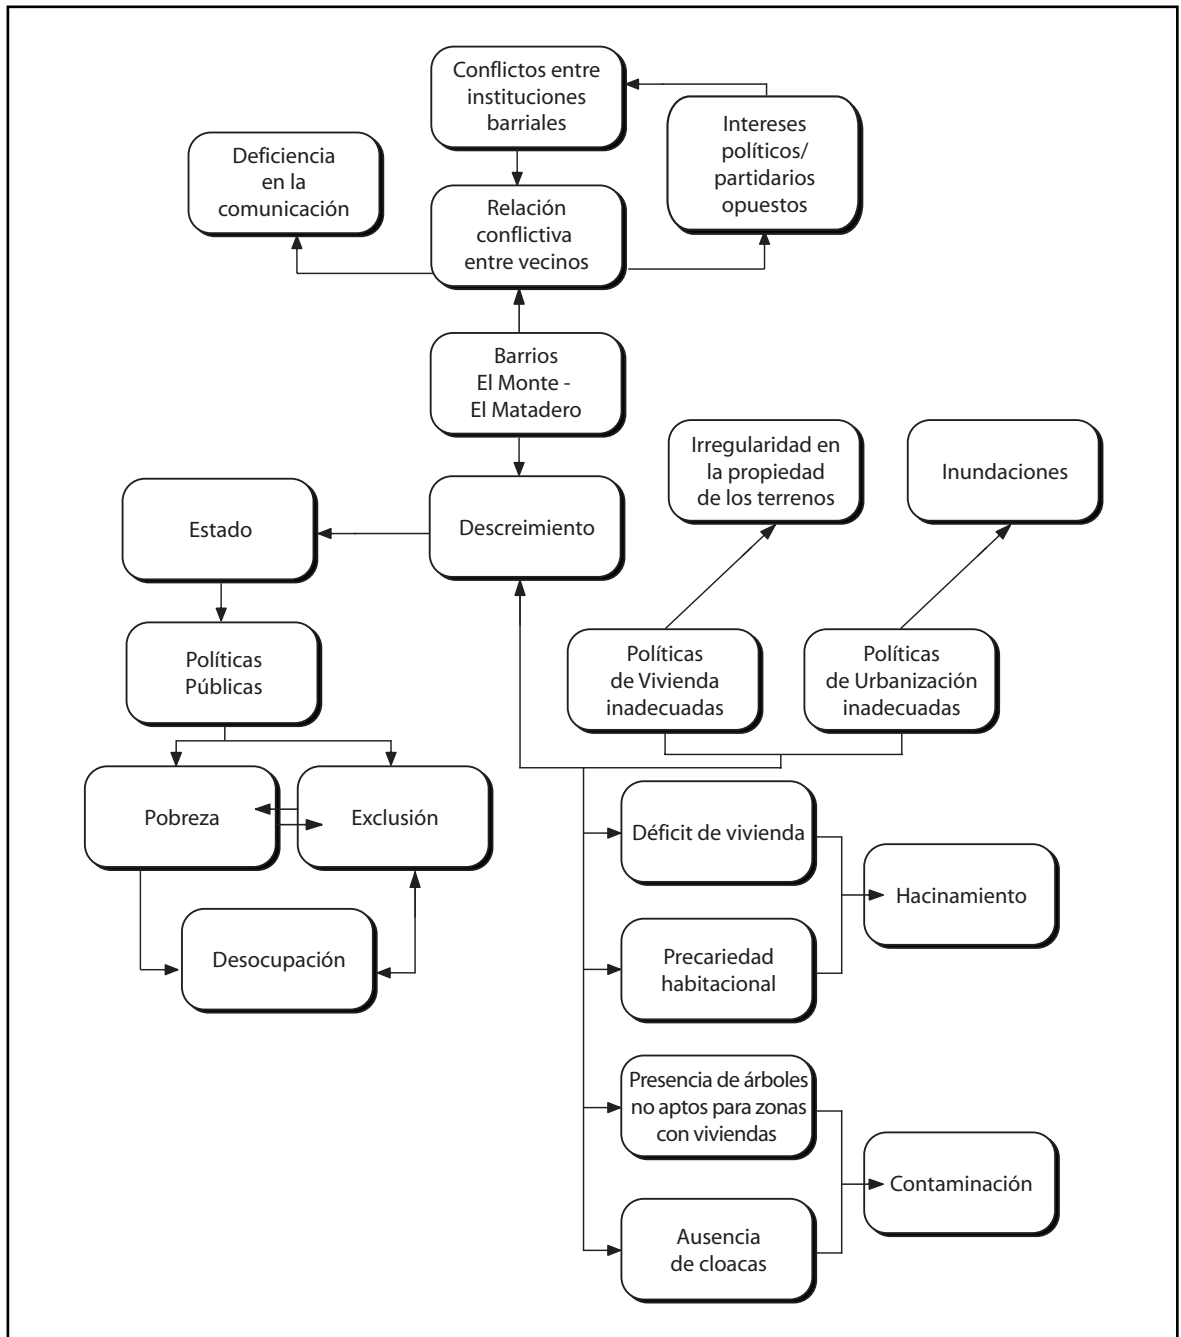 Conflictos entre
instituciones
barriales
Intereses
políticos/
partidarios
opuestos
Deficiencia
en la
comunicación
Relación
conflictiva
entre vecinos
Barrios
El Monte -
El Matadero
Irregularidad en
la propiedad
de los terrenos
Inundaciones
Estado
Descreimiento
Políticas
Públicas
Políticas
de Vivienda
inadecuadas
Políticas
de Urbanización
inadecuadas
Pobreza
Exclusión
Déficit de vivienda
Hacinamiento
Desocupación
Precariedad
habitacional
Presencia de árboles
no aptos para zonas
con viviendas
Contaminación
Ausencia
de cloacas